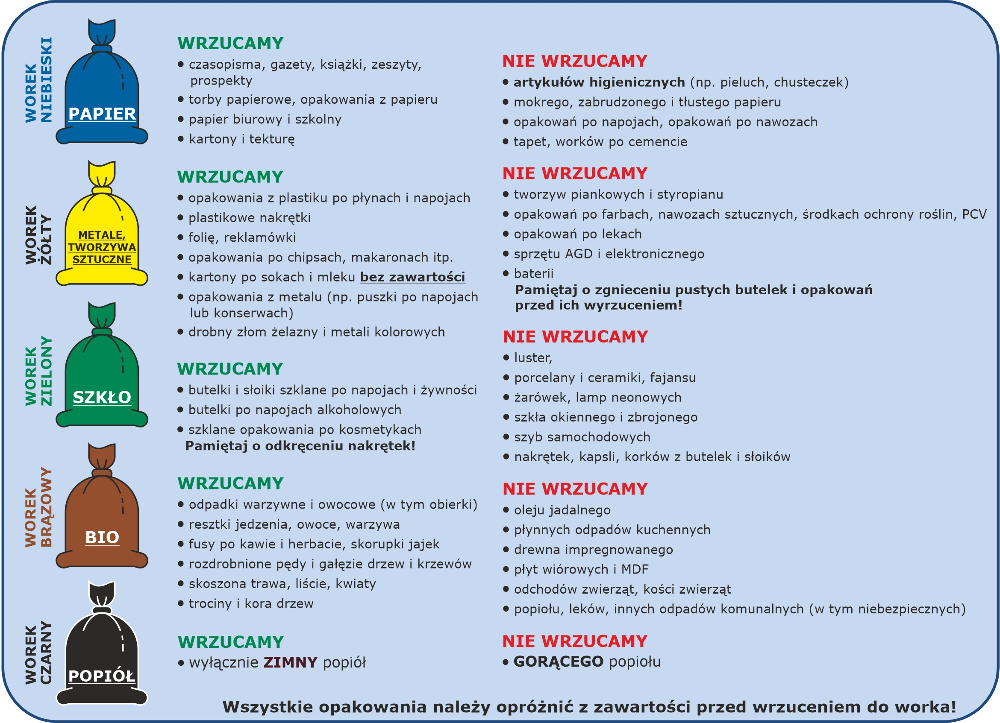 WOREK
NIEBIESKI
PAPIER
WRZUCAMY
• czasopisma, gazety, książki, zeszyty,
prospekty
• torby papierowe, opakowania z papieru
• papier biurowy i szkolny
• kartony i tekturę
NIE WRZUCAMY
• artykułów higienicznych (np. pieluch, chusteczek)
• mokrego, zabrudzonego i tłustego papieru
• opakowań po napojach, opakowań po nawozach
• tapet, worków po cemencie
WOREK
ŻÓŁTY
METALE,
TWORZYWA
SZTUCZNE
WRZUCAMY
• opakowania z plastiku po płynach i napojach
• plastikowe nakrętki
• folię, reklamówki
• opakowania po chipsach, makaronach itp.
• kartony po sokach i mleku bez zawartości
• opakowania z metalu (np. puszki po napojach
lub konserwach)
• drobny złom żelazny i metali kolorowych
NIE WRZUCAMY
• tworzyw piankowych i styropianu
• opakowań po farbach, nawozach sztucznych, środkach ochrony roślin, PCV
• opakowań po lekach
• sprzętu AGD i elektronicznego
• baterii
Pamiętaj o zgnieceniu pustych butelek i opakowań
przed ich wyrzuceniem!
WOREK
ZIELONY
SZKŁO
WRZUCAMY
• butelki i słoiki szklane po napojach i żywności
• butelki po napojach alkoholowych
• szklane opakowania po kosmetykach
Pamiętaj o odkręceniu nakrętek!
NIE WRZUCAMY
• luster,
• porcelany i ceramiki, fajansu
• żarówek, lamp neonowych
• szkła okiennego i zbrojonego
• szyb samochodowych
• nakrętek, kapsli, korków z butelek i słoików
WOREK
BRĄZOWY
BIO
WRZUCAMY
• odpadki warzywne i owocowe (w tym obierki)
• resztki jedzenia, owoce, warzywa
• fusy po kawie i herbacie, skorupki jajek
• rozdrobnione pędy i gałęzie drzew i krzewów
• skoszona trawa, liście, kwiaty
• trociny i kora drzew
NIE WRZUCAMY
• oleju jadalnego
• płynnych odpadów kuchennych
• drewna impregnowanego
• płyt wiórowych i MDF
• odchodów zwierząt, kości zwierząt
• popiołu, leków, innych odpadów komunalnych (w tym niebezpiecznych)
WOREK
CZARNY
POPIÓŁ
WRZUCAMY
• wyłącznie ZIMNY popiół
NIE WRZUCAMY
• GORĄCEGO popiołu
Wszystkie opakowania należy opróżnić z zawartości przed wrzuceniem do worka!